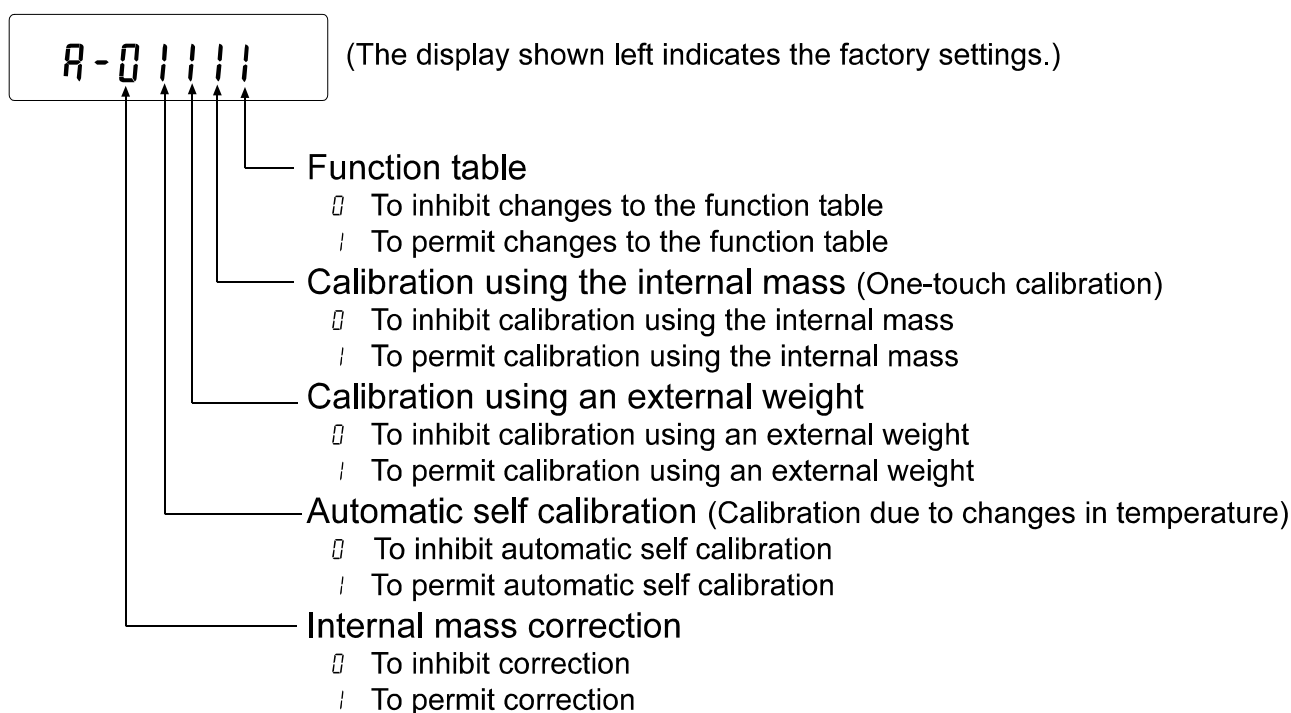 A-01111
(The display shown left indicates the factory settings.)
Function table
0 To inhibit changes to the function table
1 To permit changes to the function table
Calibration using the internal mass (One-touch calibration)
0 To inhibit calibration using the internal mass
1 To permit calibration using the internal mass
Calibration using an external weight
0 To inhibit calibration using an external weight
1 To permit calibration using an external weight
Automatic self calibration (Calibration due to changes in temperature)
0 To inhibit automatic self calibration
1 To permit automatic self calibration
Internal mass correction
0 To inhibit correction
1 To permit correction